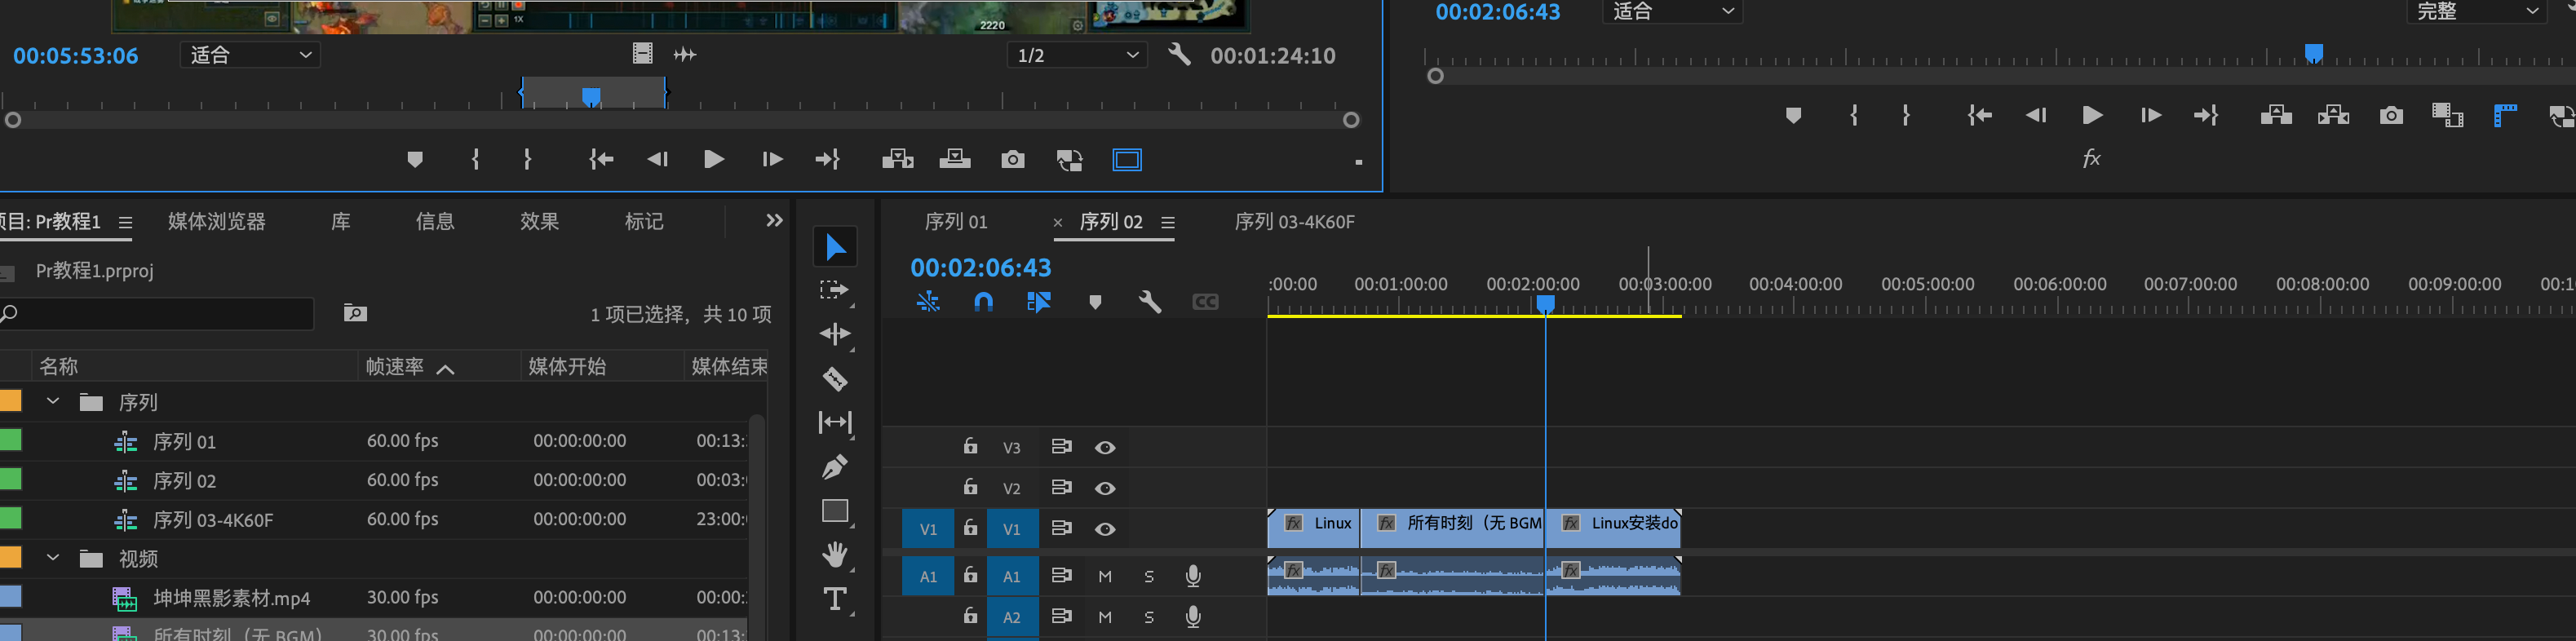 1X
2220
00:05:53:06 适合 1/2 00:01:24:10
00:02:06:43 适合 完整
fx
项目: Pr教程1 媒体浏览器 库 信息 效果 标记
Pr教程1.prproj
1 项已选择，共 10 项
名称 帧速率 媒体开始 媒体结束
序列
序列 01 60.00 fps 00:00:00:00 00:13:
序列 02 60.00 fps 00:00:00:00 00:03:
序列 03-4K60F 60.00 fps 00:00:00:00 23:00:
视频
坤坤黑影素材.mp4 30.00 fps 00:00:00:00 00:00:
所有时刻（无 BGM） 30.00 fps 00:00:00:00 00:13:
T
序列 01 × 序列 02 序列 03-4K60F
00:02:06:43
CC
:00:00 00:01:00:00 00:02:00:00 00:03:00:00 00:04:00:00 00:05:00:00 00:06:00:00 00:07:00:00 00:08:00:00 00:09:00:00 00:10
V3
V2
V1 V1 fx Linux fx 所有时刻（无 BGM fx Linux安装do
A1 A1 M S fx fx fx
A2 M S